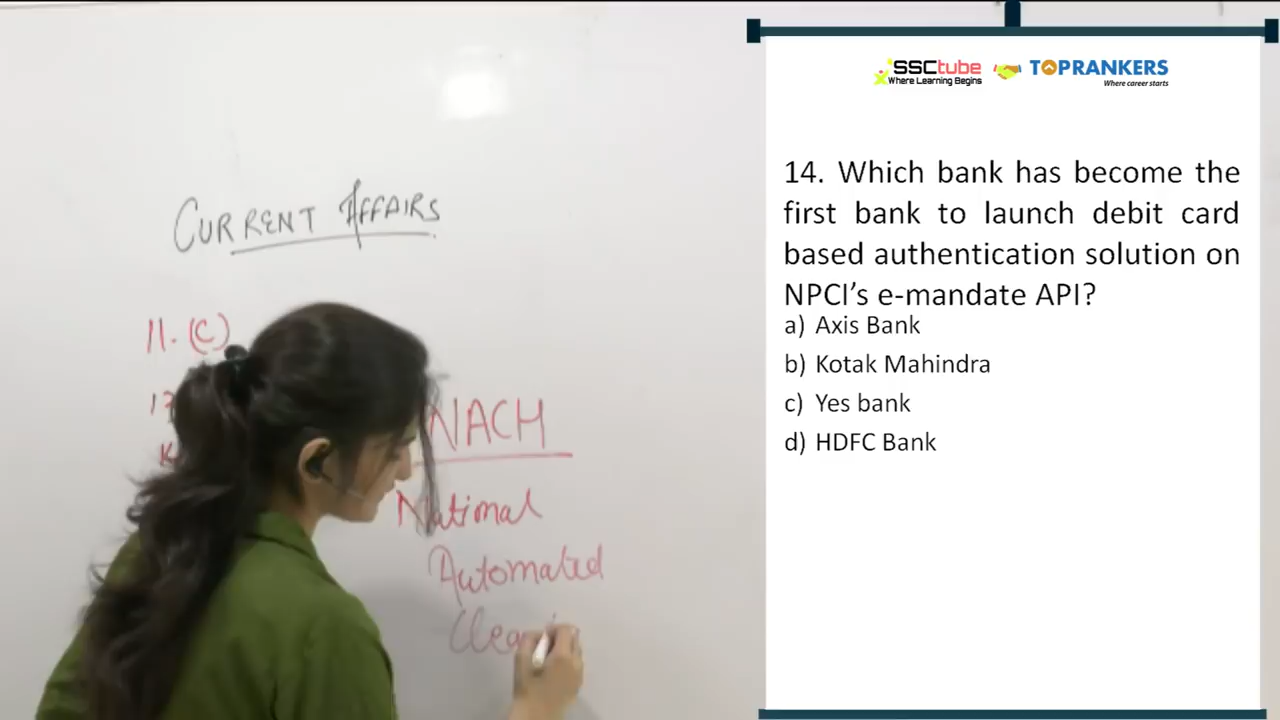 CURRENT AFFAIRS
11. (C)
NACH
National
Automated
SSCtube
Where Learning Begins
TOPRANKERS
Where career starts
14. Which bank has become the
first bank to launch debit card
based authentication solution on
NPCI’s e-mandate API?
a) Axis Bank
b) Kotak Mahindra
c) Yes bank
d) HDFC Bank